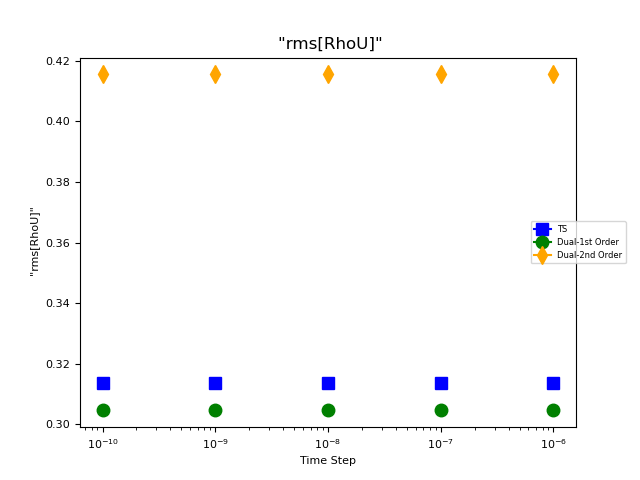 "rms[RhoU]"
0.42
0.40
0.38
0.36
0.34
0.32
0.30
"rms[RhoU]"
TS
Dual-1st Order
Dual-2nd Order
10⁻¹⁰ 10⁻⁹ 10⁻⁸ 10⁻⁷ 10⁻⁶
Time Step